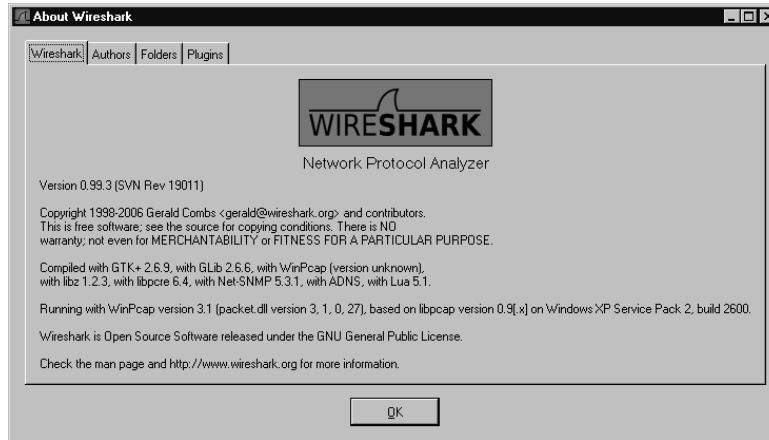 About Wireshark
Wireshark Authors Folders Plugins
WIRESHARK
Network Protocol Analyzer
Version 0.99.3 (SVN Rev 19011)
Copyright 1998-2006 Gerald Combs <gerald@wireshark.org> and contributors.
This is free software; see the source for copying conditions. There is NO
warranty; not even for MERCHANTABILITY or FITNESS FOR A PARTICULAR PURPOSE.
Compiled with GTK+ 2.6.9, with GLib 2.6.6, with WinPcap (version unknown),
with libz 1.2.3, with libpcre 6.4, with Net-SNMP 5.3.1, with ADNS, with Lua 5.1.
Running with WinPcap version 3.1 (packet.dll version 3, 1, 0, 27), based on libpcap version 0.9[.x] on Windows XP Service Pack 2, build 2600.
Wireshark is Open Source Software released under the GNU General Public License.
Check the man page and http://www.wireshark.org for more information.
OK